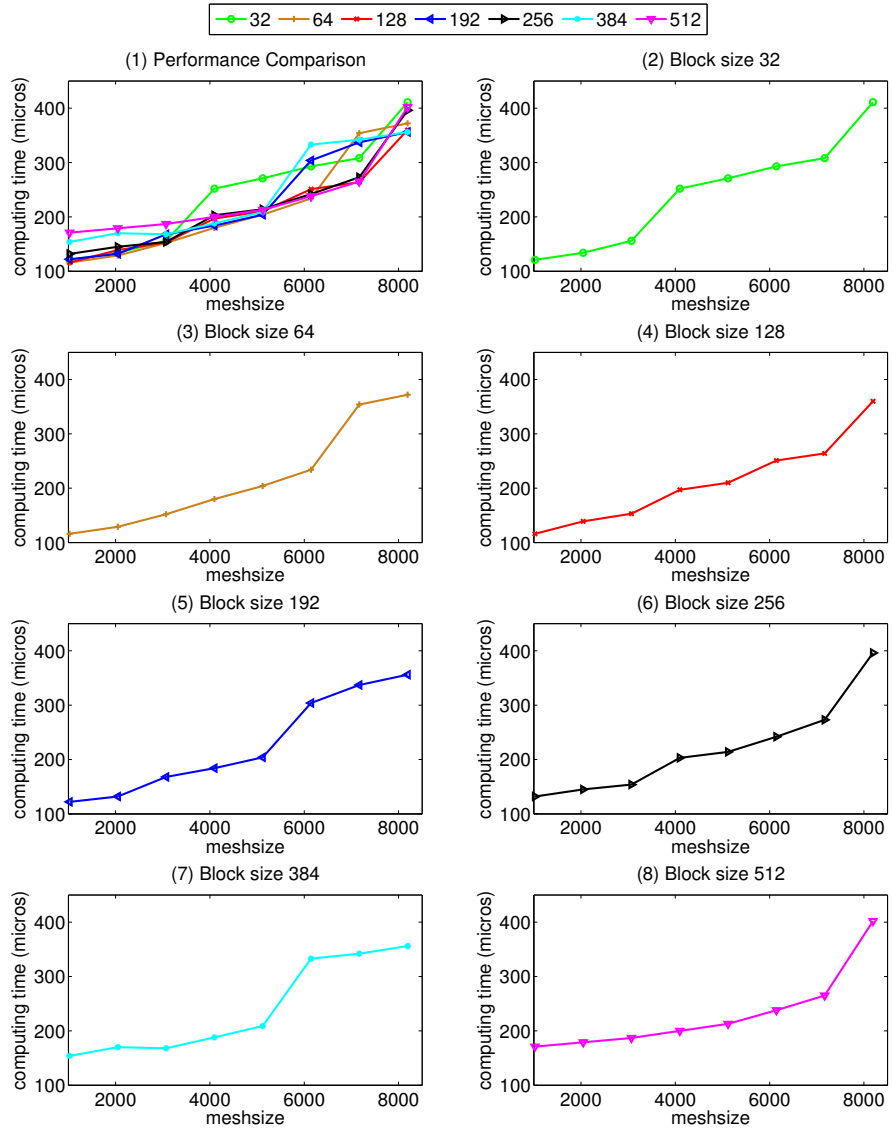 32 64 128 192 256 384 512
(1) Performance Comparison
computing time (micros)
400
300
200
100
2000 4000 6000 8000
meshsize
(2) Block size 32
computing time (micros)
400
300
200
100
2000 4000 6000 8000
meshsize
(3) Block size 64
computing time (micros)
400
300
200
100
2000 4000 6000 8000
meshsize
(4) Block size 128
computing time (micros)
400
300
200
100
2000 4000 6000 8000
meshsize
(5) Block size 192
computing time (micros)
400
300
200
100
2000 4000 6000 8000
meshsize
(6) Block size 256
computing time (micros)
400
300
200
100
2000 4000 6000 8000
meshsize
(7) Block size 384
computing time (micros)
400
300
200
100
2000 4000 6000 8000
meshsize
(8) Block size 512
computing time (micros)
400
300
200
100
2000 4000 6000 8000
meshsize